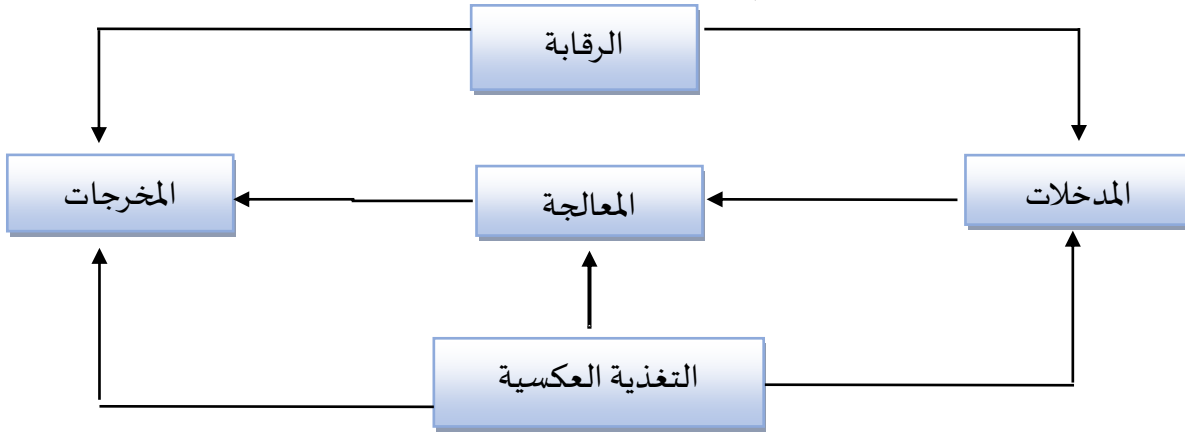 الرقابة
المدخلات
المعالجة
المخرجات
التغذية العكسية